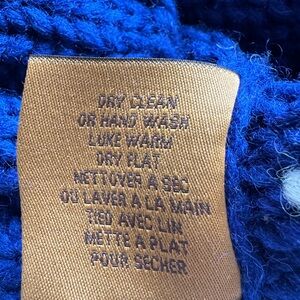 DRY CLEAN
OR HAND WASH
LUKE WARM
DRY FLAT
NETTOVER A SEC
OU LAVER A LA MAIN
TIED AVEC LIN
METTE A PLAT
POUR SECHER